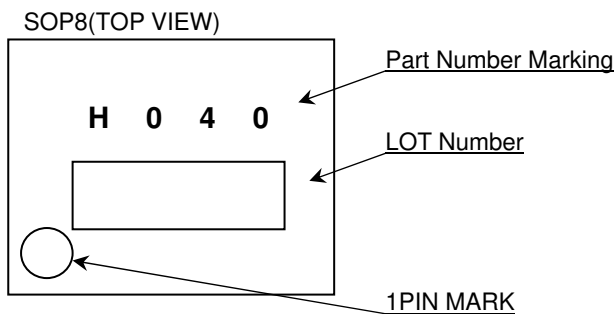 SOP8(TOP VIEW)
Part Number Marking
H 0 4 0
LOT Number
1PIN MARK